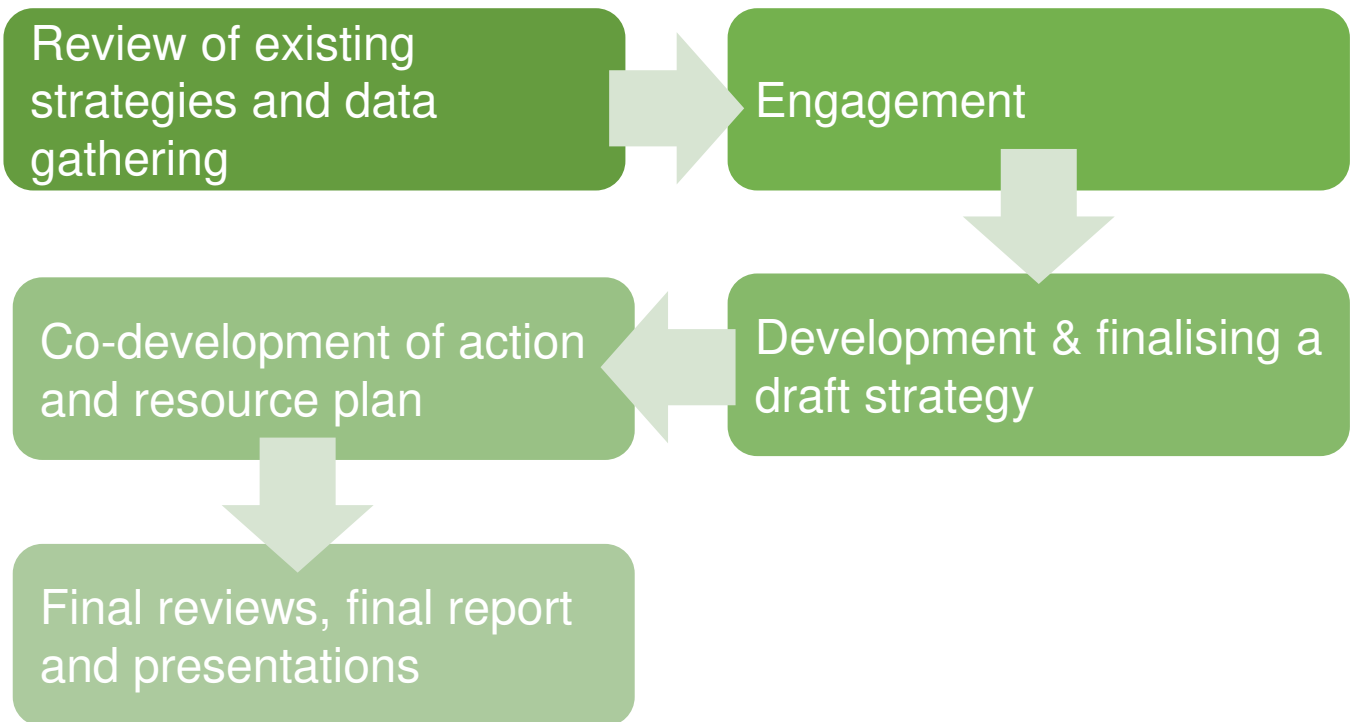 Review of existing
strategies and data
gathering
Engagement
Development & finalising a
draft strategy
Co-development of action
and resource plan
Final reviews, final report
and presentations